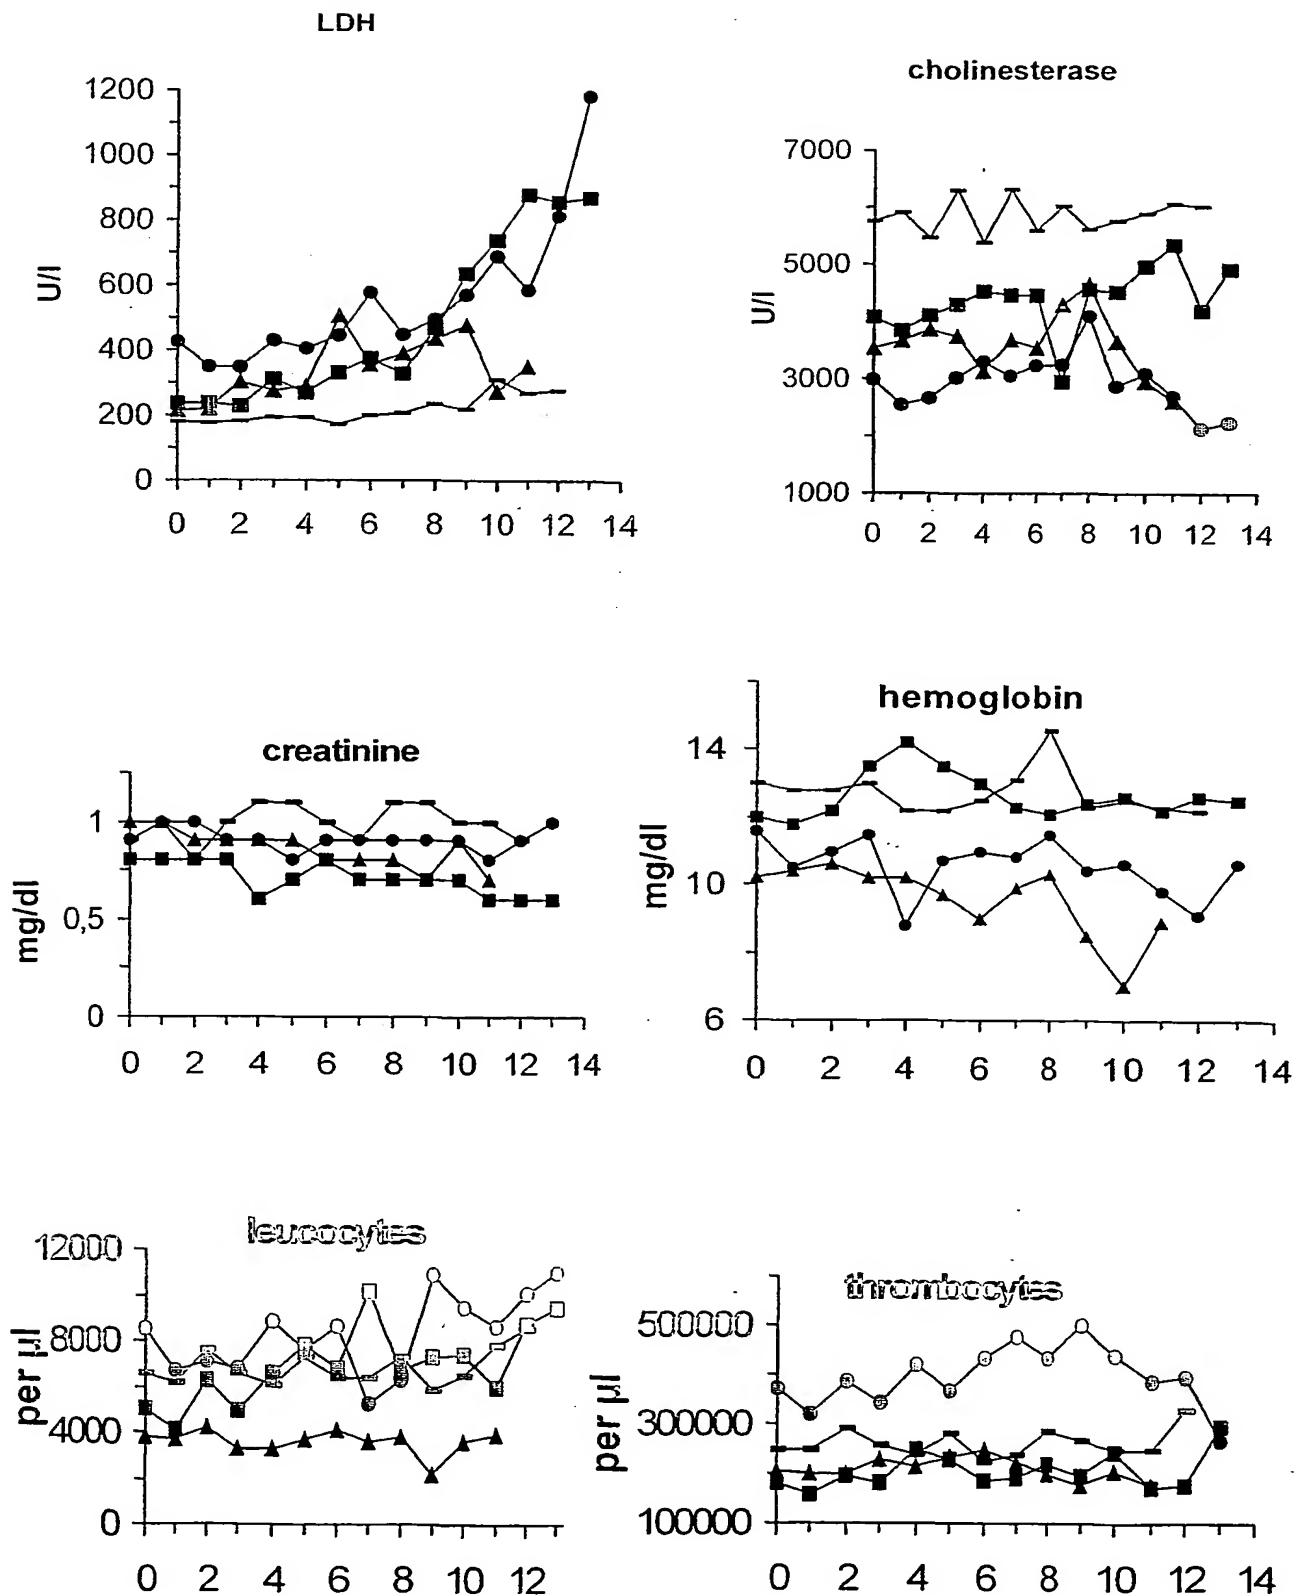 LDH
U/l
1200
1000
800
600
400
200
0
0 2 4 6 8 10 12 14
cholinesterase
U/l
7000
5000
3000
1000
0 2 4 6 8 10 12 14
creatinine
mg/dl
1
0,5
0
0 2 4 6 8 10 12 14
hemoglobin
mg/dl
14
10
6
0 2 4 6 8 10 12 14
leucocytes
per µl
12000
8000
4000
0
0 2 4 6 8 10 12
thrombocytes
per µl
500000
300000
100000
0 2 4 6 8 10 12 14